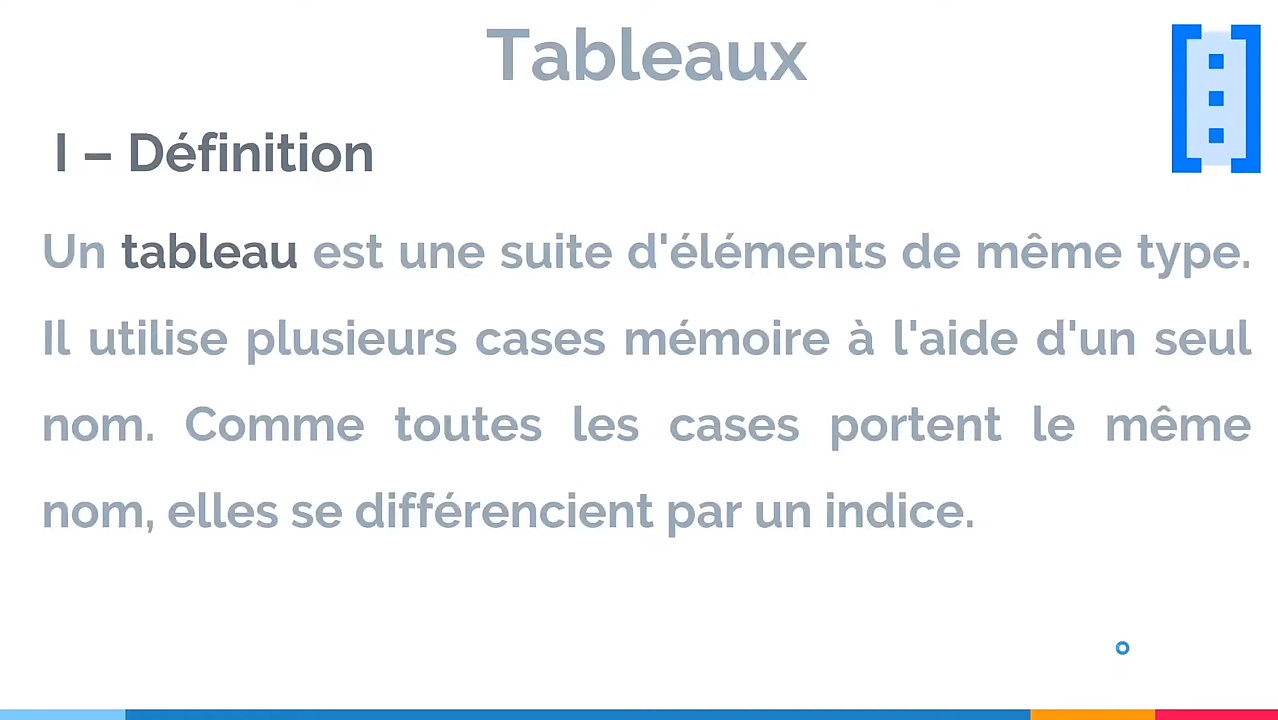 Tableaux
I – Définition
Un tableau est une suite d'éléments de même type.
Il utilise plusieurs cases mémoire à l'aide d'un seul
nom. Comme toutes les cases portent le même
nom, elles se différencient par un indice.